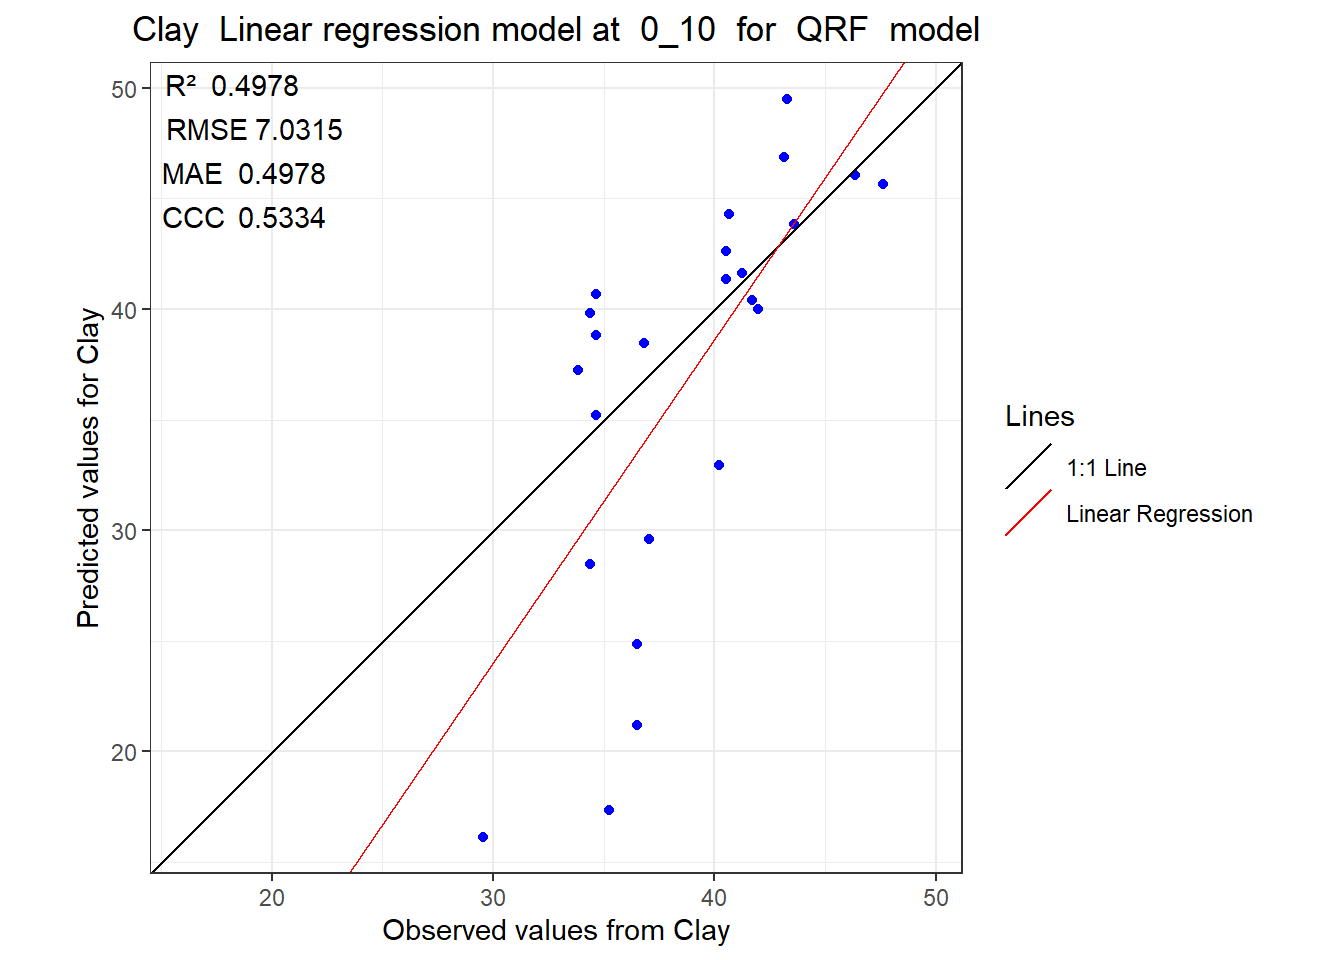 Clay Linear regression model at 0_10 for QRF model
R² 0.4978
RMSE 7.0315
MAE 0.4978
CCC 0.5334
50
40
30
20
Predicted values for Clay
20 30 40 50
Observed values from Clay
Lines
1:1 Line
Linear Regression